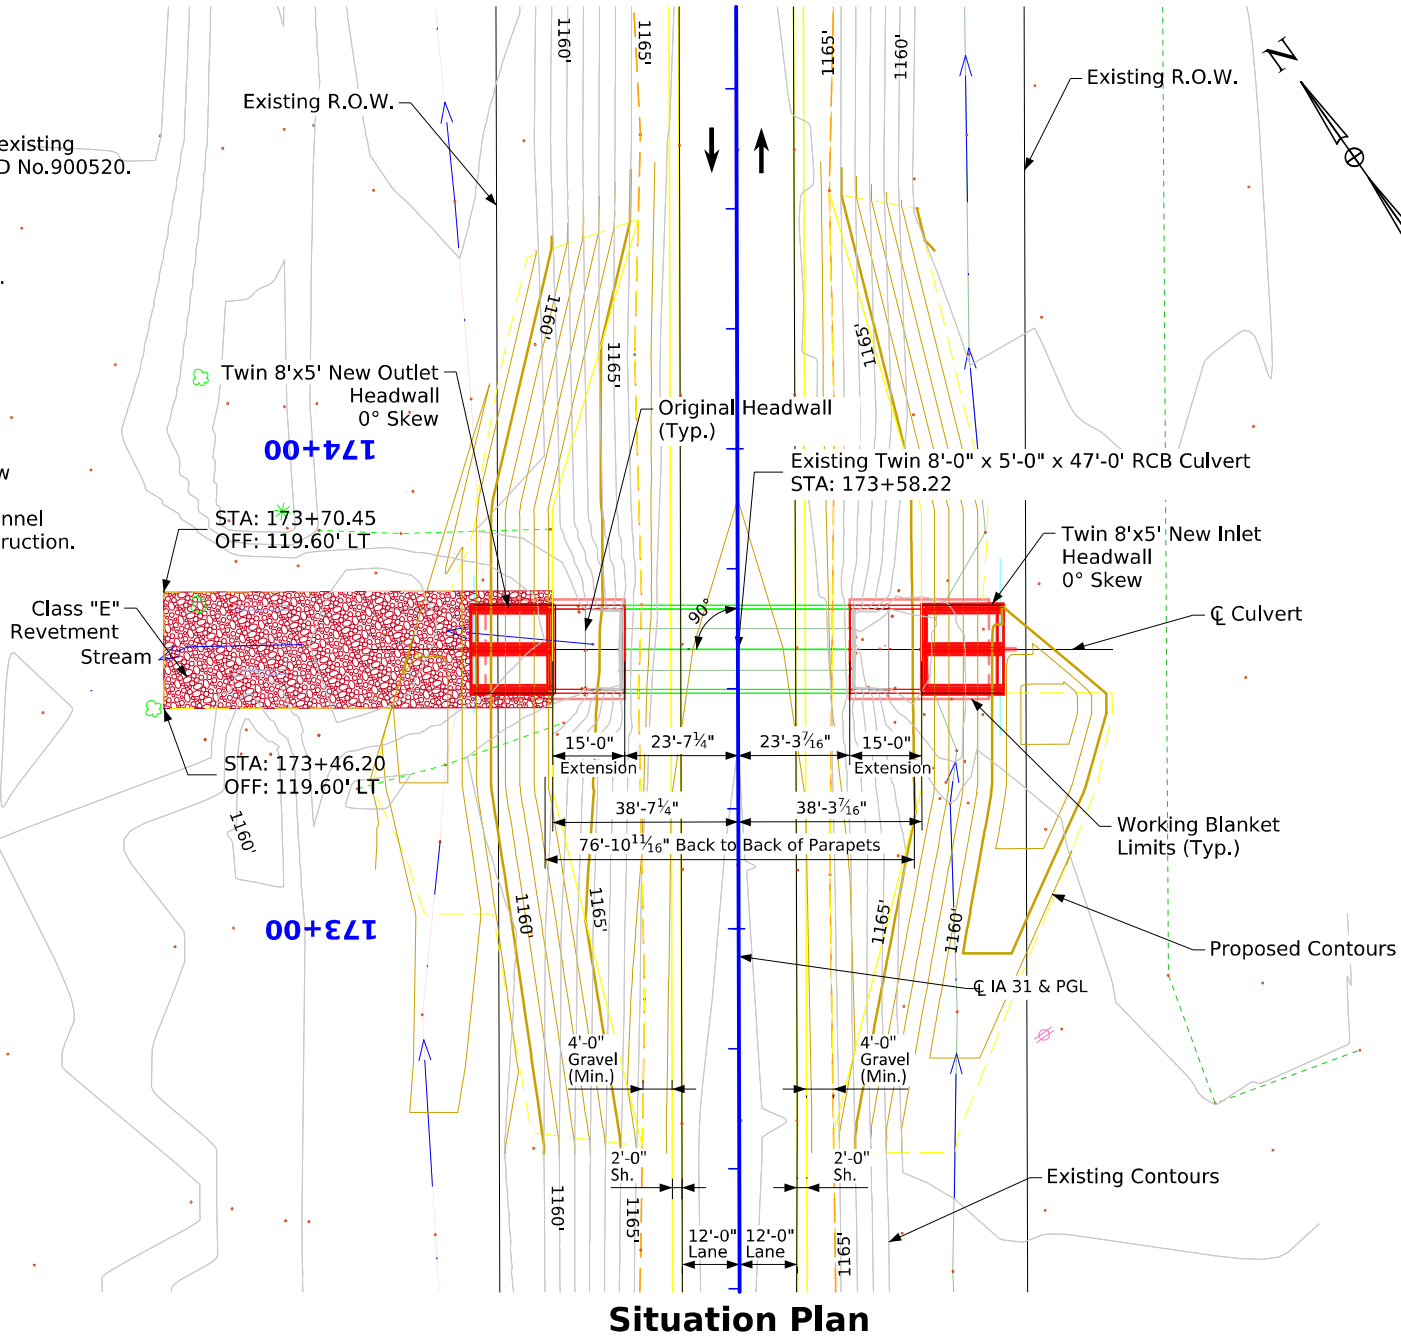 1160'
1165'
1165'
1160'
N
Existing R.O.W.
Existing R.O.W.
existing
D No.900520.
.
1160'
1165'
1165'
Twin 8'x5' New Outlet
Headwall
0° Skew
Original Headwall
(Typ.)
174+00
Existing Twin 8'-0" x 5'-0" x 47'-0' RCB Culvert
STA: 173+58.22
w
nnel
truction.
STA: 173+70.45
OFF: 119.60' LT
Twin 8'x5' New Inlet
Headwall
0° Skew
Class "E"
Revetment
Stream
90°
℄ Culvert
STA: 173+46.20
OFF: 119.60' LT
15'-0"
Extension
23'-7¼"
23'-3⁷⁄₁₆"
15'-0"
Extension
38'-7¼"
38'-3⁷⁄₁₆"
76'-10¹¹⁄₁₆" Back to Back of Parapets
1160'
Working Blanket
Limits (Typ.)
173+00
1160'
1165'
1165'
1160'
Proposed Contours
℄ IA 31 & PGL
4'-0"
Gravel
(Min.)
4'-0"
Gravel
(Min.)
2'-0"
Sh.
2'-0"
Sh.
Existing Contours
1160'
1165'
12'-0"
Lane
12'-0"
Lane
1165'
Situation Plan